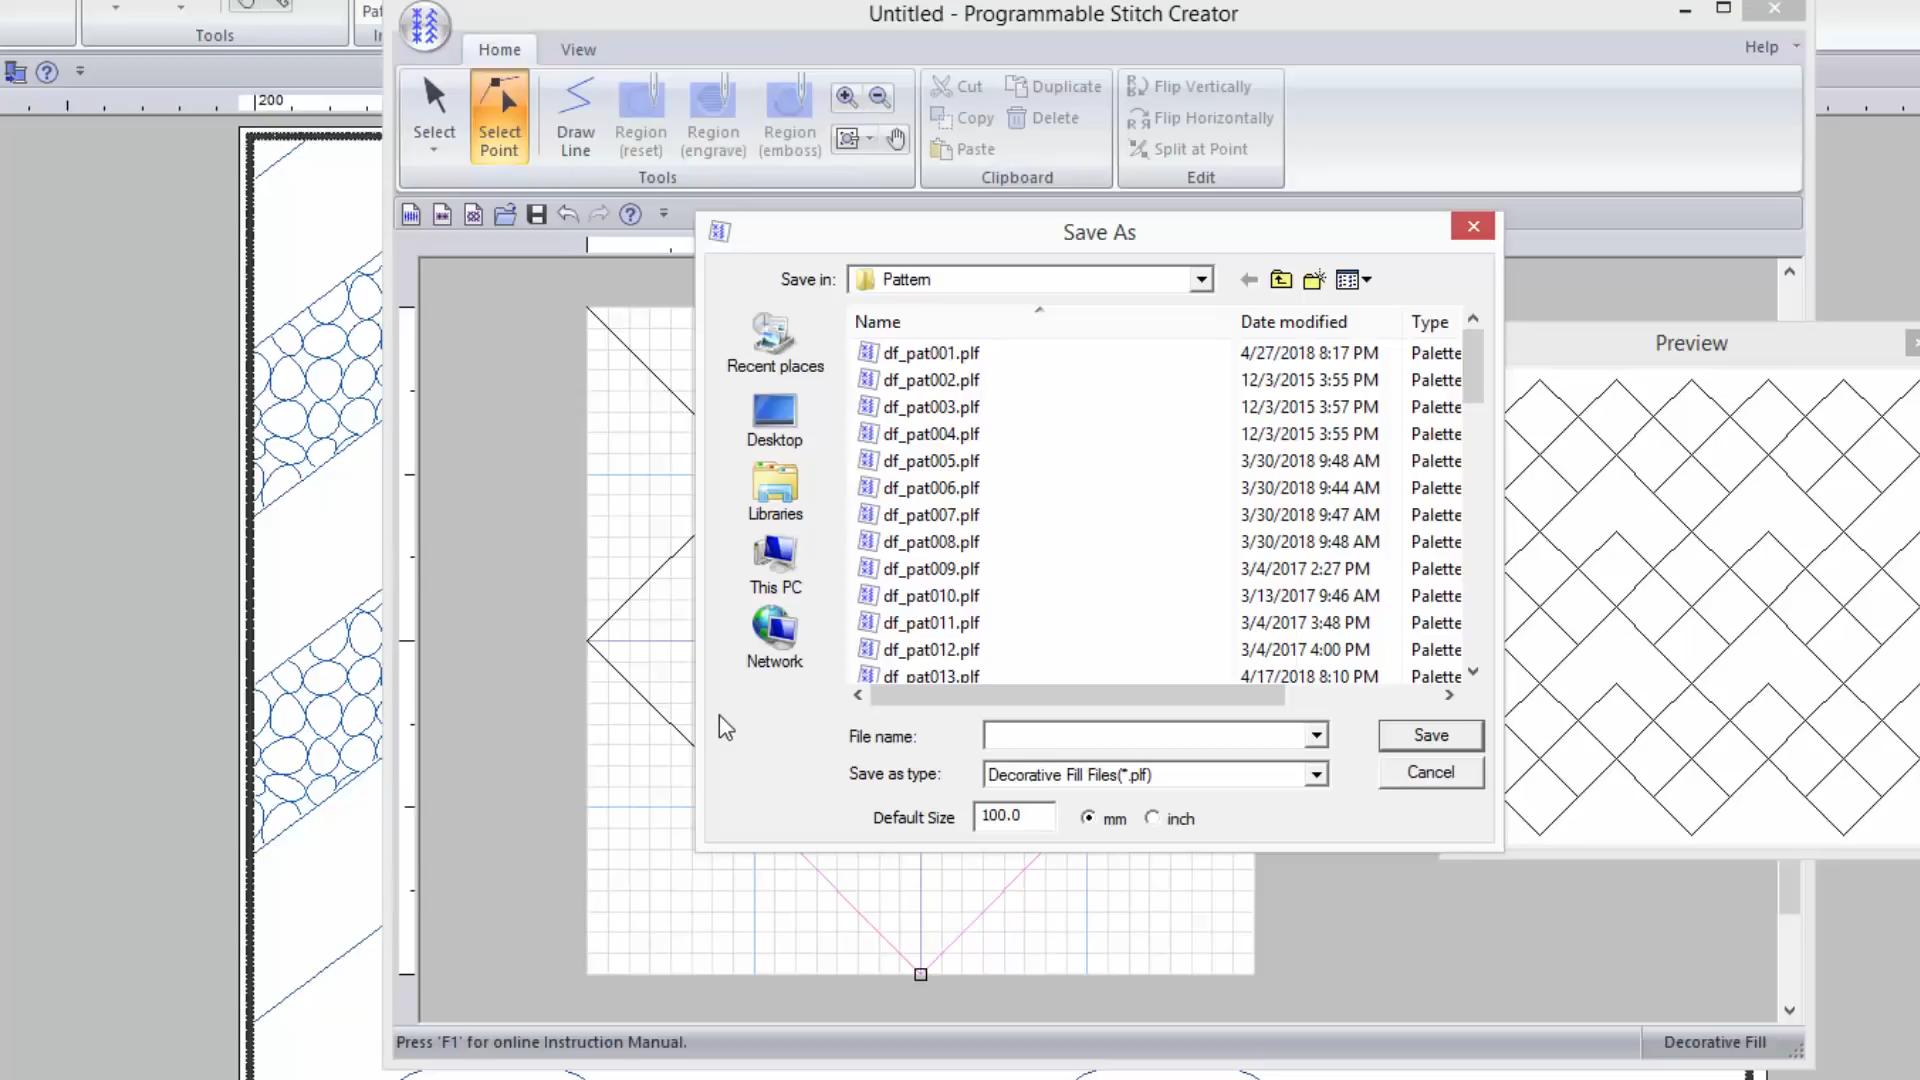 Untitled - Programmable Stitch Creator
Tools
Home
View
Help
200
Select
Select Point
Draw Line
Region (reset)
Region (engrave)
Region (emboss)
Cut
Copy
Paste
Duplicate
Delete
Flip Vertically
Flip Horizontally
Split at Point
Tools
Clipboard
Edit
Save As
Save in:
Pattern
Recent places
Desktop
Libraries
This PC
Network
Name
Date modified
Type
df_pat001.plf 4/27/2018 8:17 PM Palette
df_pat002.plf 12/3/2015 3:55 PM Palette
df_pat003.plf 12/3/2015 3:57 PM Palette
df_pat004.plf 12/3/2015 3:55 PM Palette
df_pat005.plf 3/30/2018 9:48 AM Palette
df_pat006.plf 3/30/2018 9:44 AM Palette
df_pat007.plf 3/30/2018 9:47 AM Palette
df_pat008.plf 3/30/2018 9:48 AM Palette
df_pat009.plf 3/4/2017 2:27 PM Palette
df_pat010.plf 3/13/2017 9:46 AM Palette
df_pat011.plf 3/4/2017 3:48 PM Palette
df_pat012.plf 3/4/2017 4:00 PM Palette
df_pat013.plf 4/17/2018 8:10 PM Palette
File name:
Save
Save as type:
Decorative Fill Files(*.plf)
Cancel
Default Size
100.0
mm
inch
Preview
Press 'F1' for online Instruction Manual.
Decorative Fill